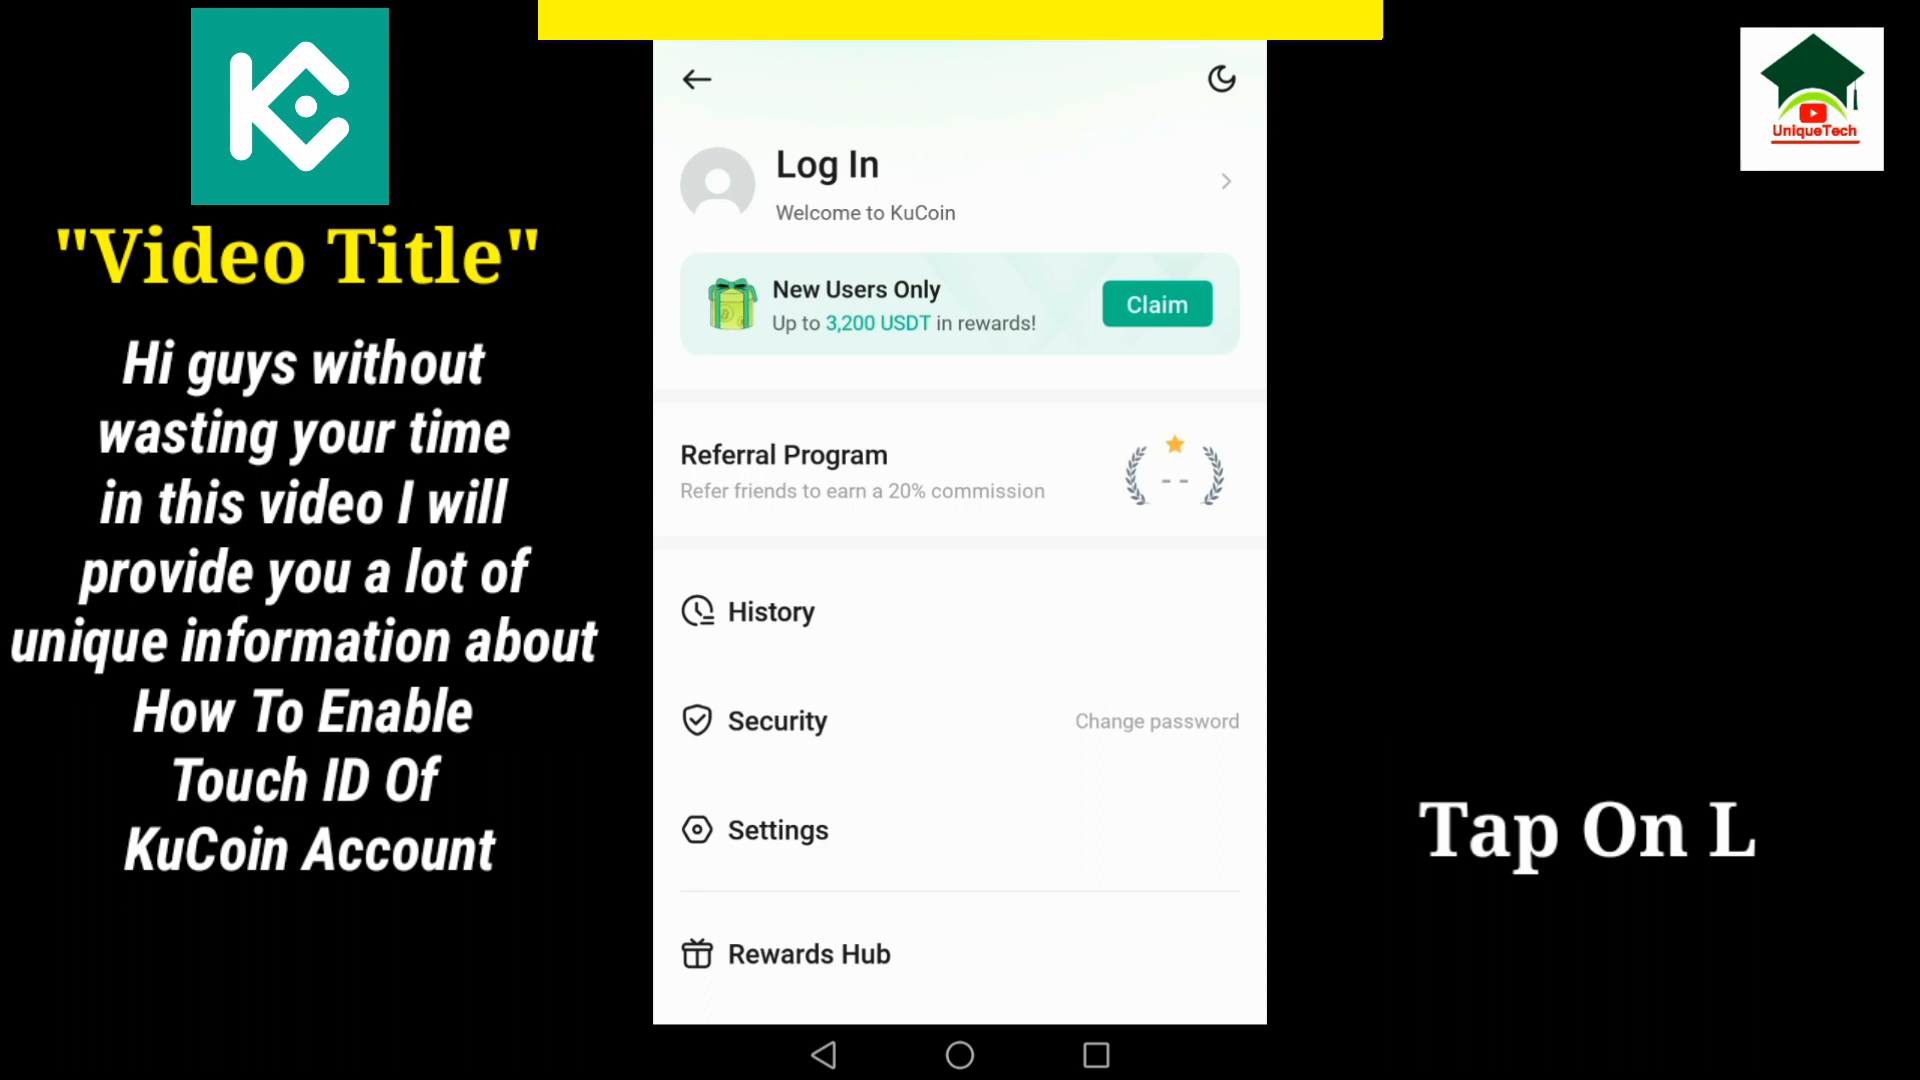 "Video Title"
Hi guys without
wasting your time
in this video I will
provide you a lot of
unique information about
How To Enable
Touch ID Of
KuCoin Account
Log In
Welcome to KuCoin
New Users Only
Up to 3,200 USDT in rewards!
Claim
Referral Program
Refer friends to earn a 20% commission
- -
History
Security
Change password
Settings
Rewards Hub
UniqueTech
Tap On L